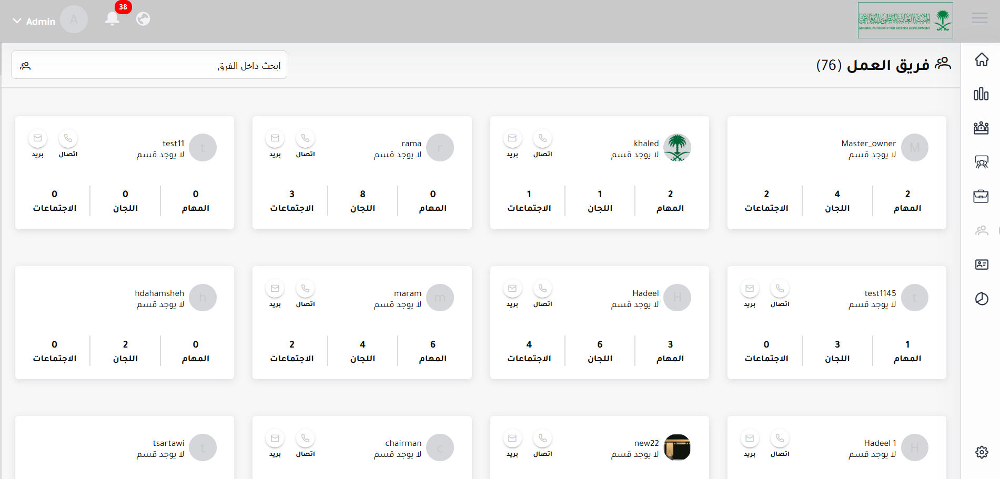 الهيئة العامة للتطوير الدفاعي
GENERAL AUTHORITY FOR DEFENSE DEVELOPMENT
38
A
Admin
فريق العمل (76)
ابحث داخل الفرق
M
Master_owner
لا يوجد قسم
2
المهام
4
اللجان
2
الاجتماعات
khaled
لا يوجد قسم
اتصال
بريد
2
المهام
1
اللجان
1
الاجتماعات
r
rama
لا يوجد قسم
اتصال
بريد
0
المهام
8
اللجان
3
الاجتماعات
t
test11
لا يوجد قسم
اتصال
بريد
0
المهام
0
اللجان
0
الاجتماعات
t
test1145
لا يوجد قسم
اتصال
بريد
1
المهام
3
اللجان
0
الاجتماعات
H
Hadeel
لا يوجد قسم
اتصال
بريد
3
المهام
6
اللجان
4
الاجتماعات
m
maram
لا يوجد قسم
اتصال
بريد
6
المهام
4
اللجان
2
الاجتماعات
h
hdahamsheh
لا يوجد قسم
0
المهام
2
اللجان
0
الاجتماعات
H
Hadeel 1
لا يوجد قسم
اتصال
بريد
new22
لا يوجد قسم
اتصال
بريد
c
chairman
لا يوجد قسم
اتصال
بريد
t
tsartawi
لا يوجد قسم